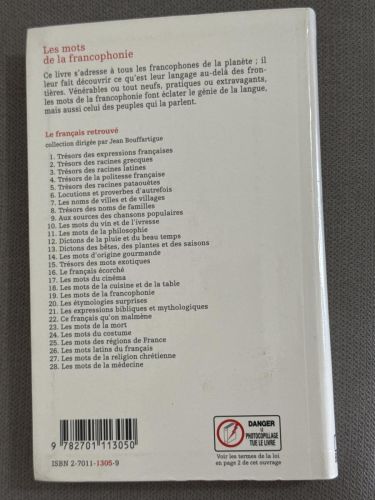 Les mots
de la francophonie
Ce livre s'adresse à tous les francophones de la planète ; il
leur fait découvrir ce qu'est leur langage au-delà des fron-
tières. Vénérables ou tout neufs, pratiques ou extravagants,
les mots de la francophonie font éclater le génie de la langue,
mais aussi celui des peuples qui la parlent.
Le français retrouvé
collection dirigée par Jean Bouffartigue
1. Trésors des expressions françaises
2. Trésors des racines grecques
3. Trésors des racines latines
4. Trésors de la politesse française
5. Trésors des racines pataouètes
6. Locutions et proverbes d'autrefois
7. Les noms de villes et de villages
8. Trésors des noms de familles
9. Aux sources des chansons populaires
10. Les mots du vin et de l'ivresse
11. Les mots de la philosophie
12. Dictons de la pluie et du beau temps
13. Dictons des bêtes, des plantes et des saisons
14. Les mots d'origine gourmande
15. Trésors des mots exotiques
16. Le français écorché
17. Les mots du cinéma
18. Les mots de la cuisine et de la table
19. Les mots de la francophonie
20. Les étymologies surprises
21. Les expressions bibliques et mythologiques
22. Ce français qu'on malmène
23. Les mots de la mort
24. Les mots du costume
25. Les mots des régions de France
26. Les mots latins du français
27. Les mots de la religion chrétienne
28. Les mots de la médecine
9 782701 113050
ISBN 2-7011-1305-9
DANGER
LE
PHOTOCOPILLAGE
TUE LE LIVRE
Voir les termes de la loi
en page 2 de cet ouvrage